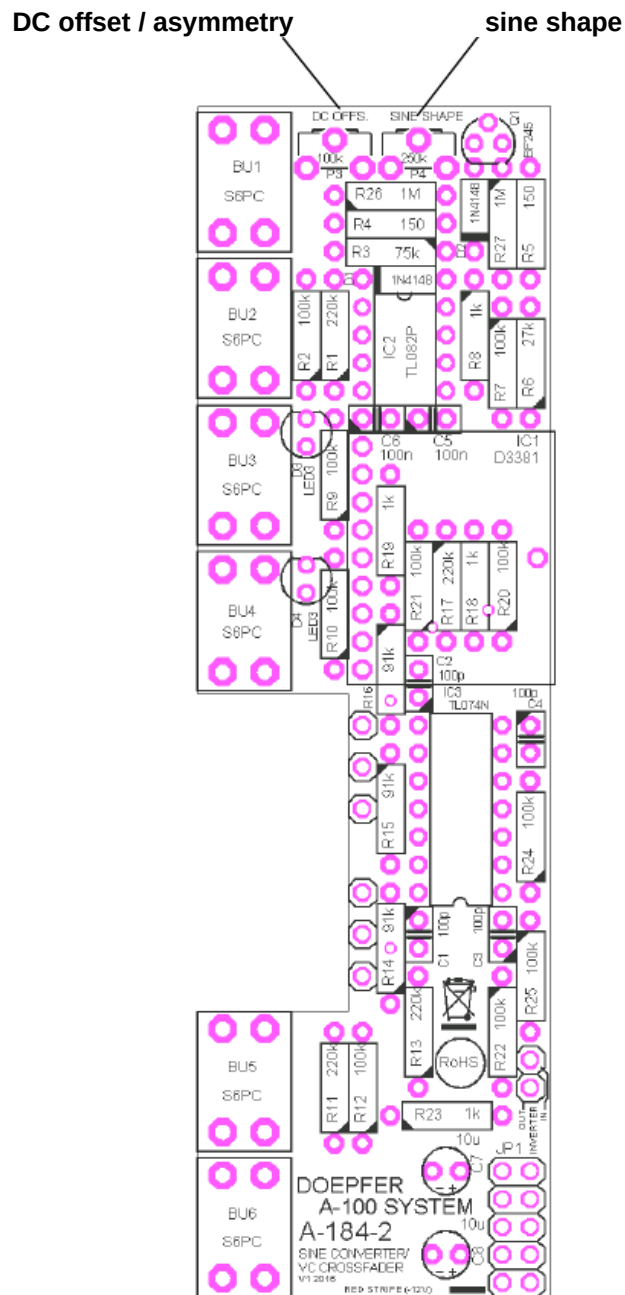 DC offset / asymmetry
sine shape
DC OFFS.
SINE SHAPE
Q1
BF245
100k
P3
250k
P4
BU1
S6PC
R26 1M
R4 150
R3 75k
1N4148
1N4148
1M
R27
150
R5
BU2
S6PC
100k
R2
220k
R1
IC2
TL082P
1k
R8
100k
R7
27k
R6
C6
100n
C5
100n
IC1
D3381
BU3
S6PC
D3
LED3
100k
R9
1k
R19
BU4
S6PC
D4
LED3
100k
R10
100k
R21
220k
R17
1k
R18
100k
R20
91k
R16
C2
100p
IC3
TL074N
100p
C4
91k
R15
100k
R24
91k
R14
100p
C1
100p
C3
100k
R25
220k
R13
100k
R22
RoHS
BU5
S6PC
220k
R11
100k
R12
R23 1k
OUT
IN
INVERTER
10u
C7
JP1
BU6
S6PC
DOEPFER
A-100 SYSTEM
A-184-2
10u
C8
SINE CONVERTER/
VC CROSSFADER
V1 2016
RED STRIPE (-12V)